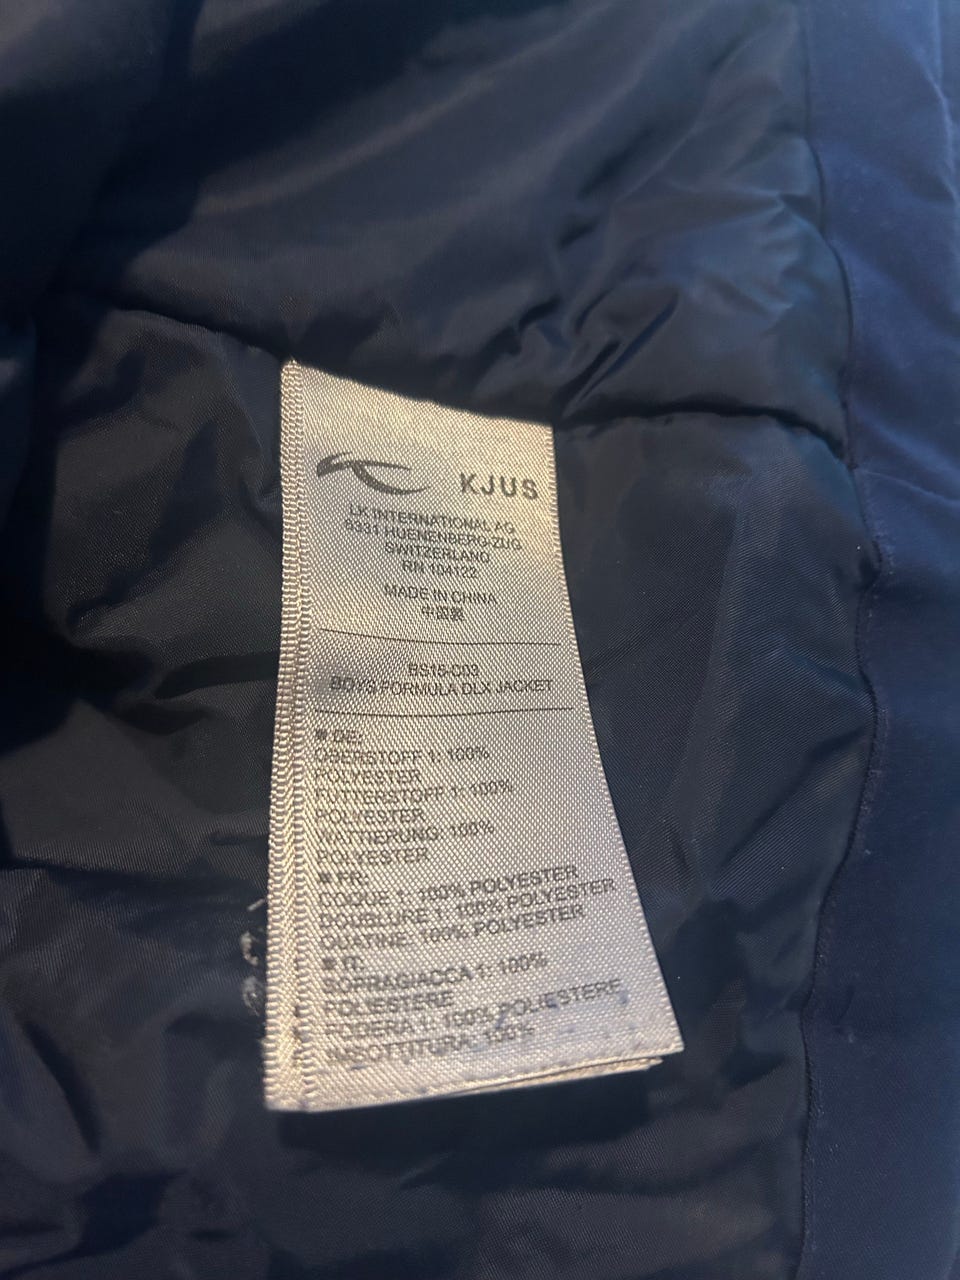 KJUS
LK INTERNATIONAL AG
6331 HUENENBERG-ZUG
SWITZERLAND
RN 104122
MADE IN CHINA
中国製
BS15-C03
BOYS FORMULA DLX JACKET
■ DE:
OBERSTOFF 1: 100%
POLYESTER
FUTTERSTOFF 1: 100%
POLYESTER
WATTIERUNG: 100%
POLYESTER
■ FR:
COQUE 1: 100% POLYESTER
DOUBLURE 1: 100% POLYESTER
OUATINE: 100% POLYESTER
■ IT:
SOPRAGIACCA 1: 100%
POLIESTERE
FODERA 1: 100% POLIESTERE
IMBOTTITURA: 100%